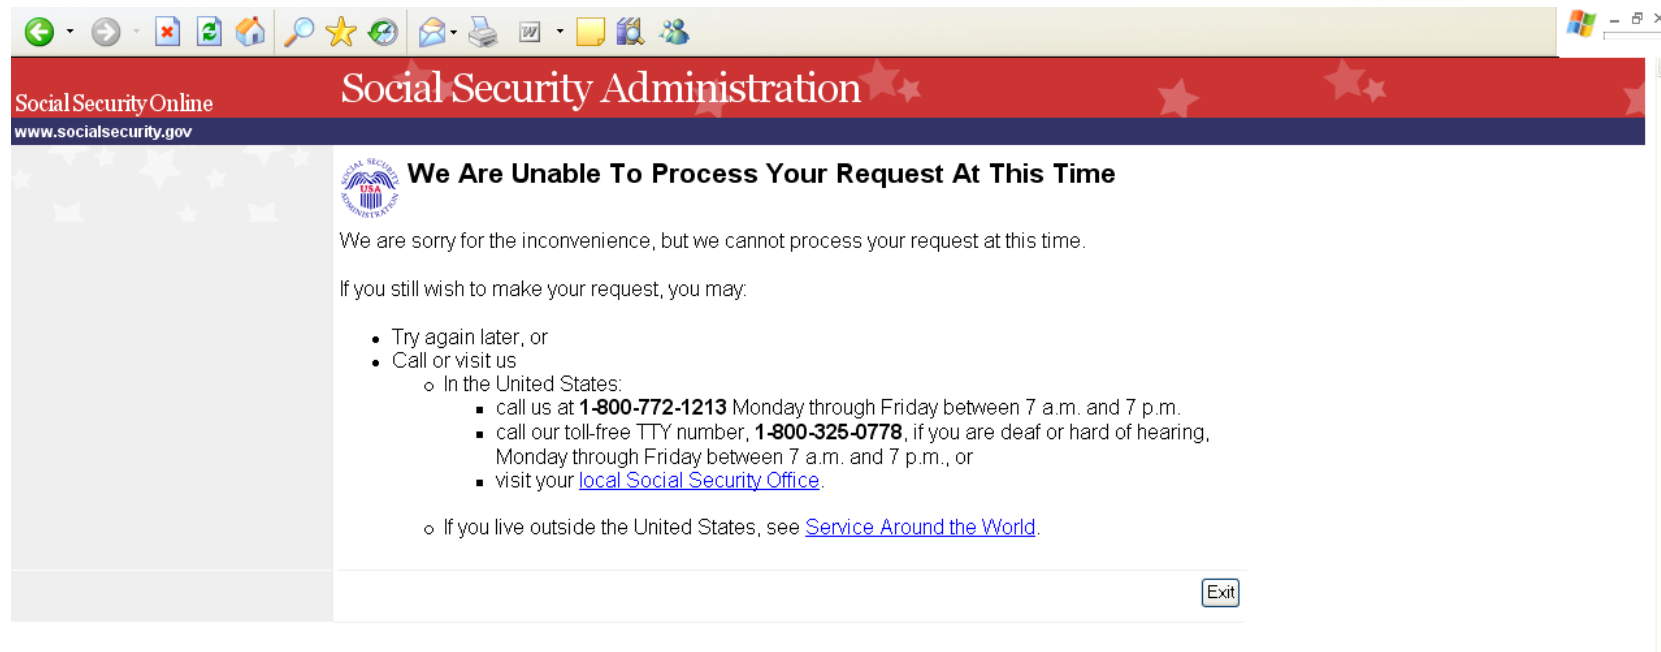 Social Security Online
Social Security Administration
www.socialsecurity.gov
SOCIAL SECURITY ADMINISTRATION
USA
We Are Unable To Process Your Request At This Time
We are sorry for the inconvenience, but we cannot process your request at this time.
If you still wish to make your request, you may:
Try again later, or
Call or visit us
In the United States:
call us at 1-800-772-1213 Monday through Friday between 7 a.m. and 7 p.m.
call our toll-free TTY number, 1-800-325-0778, if you are deaf or hard of hearing,
Monday through Friday between 7 a.m. and 7 p.m., or
visit your local Social Security Office.
If you live outside the United States, see Service Around the World.
Exit